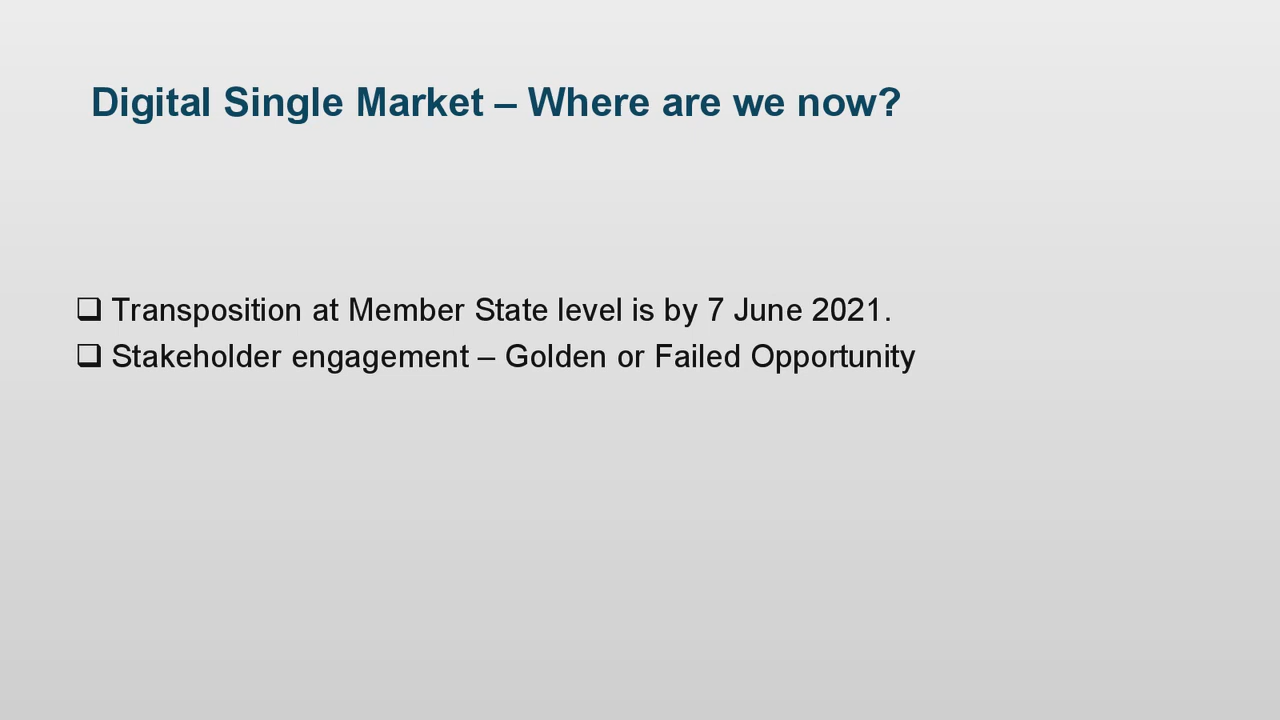 Digital Single Market – Where are we now?
❑ Transposition at Member State level is by 7 June 2021.
❑ Stakeholder engagement – Golden or Failed Opportunity